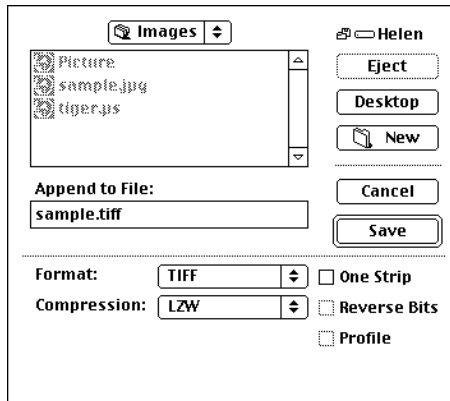 Images
Helen
Picture
sample.jpg
tiger.ps
Eject
Desktop
New
Append to File:
sample.tiff
Cancel
Save
Format:
TIFF
One Strip
Compression:
LZW
Reverse Bits
Profile